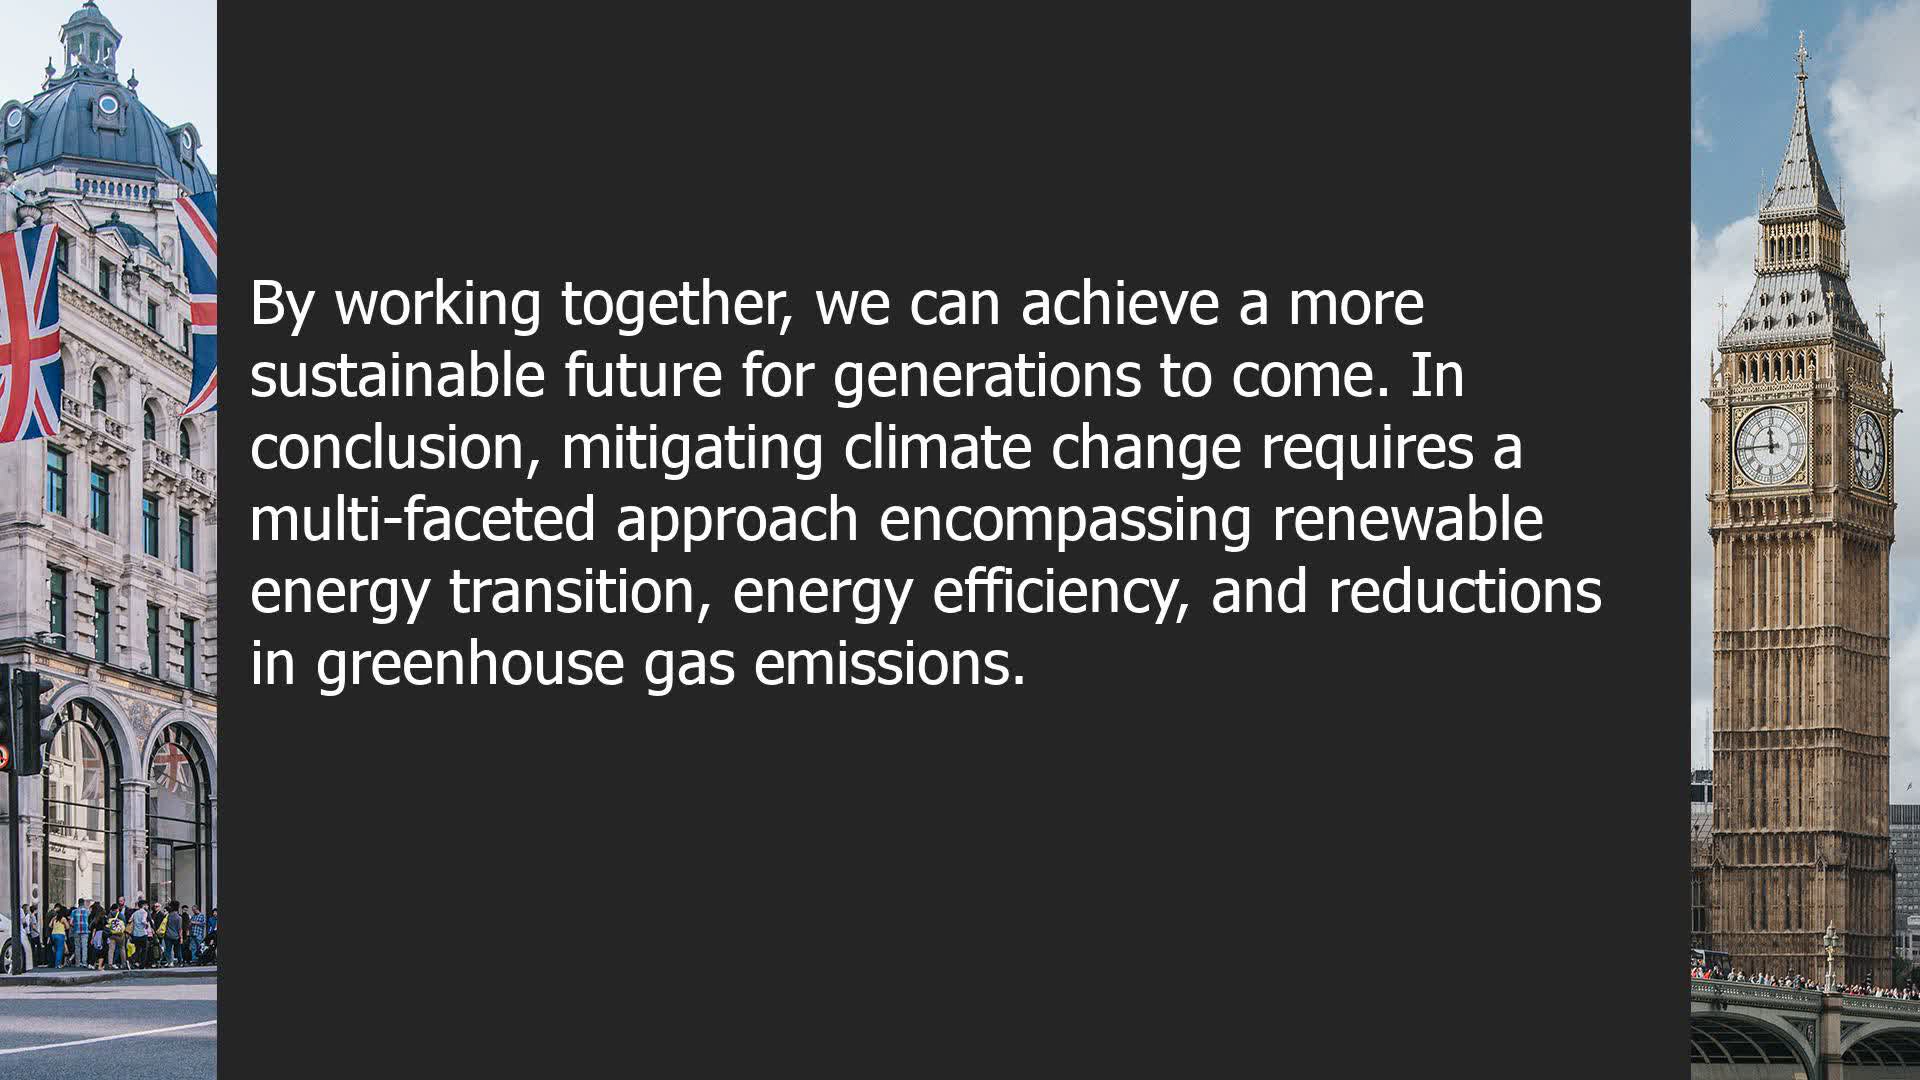 By working together, we can achieve a more
sustainable future for generations to come. In
conclusion, mitigating climate change requires a
multi-faceted approach encompassing renewable
energy transition, energy efficiency, and reductions
in greenhouse gas emissions.